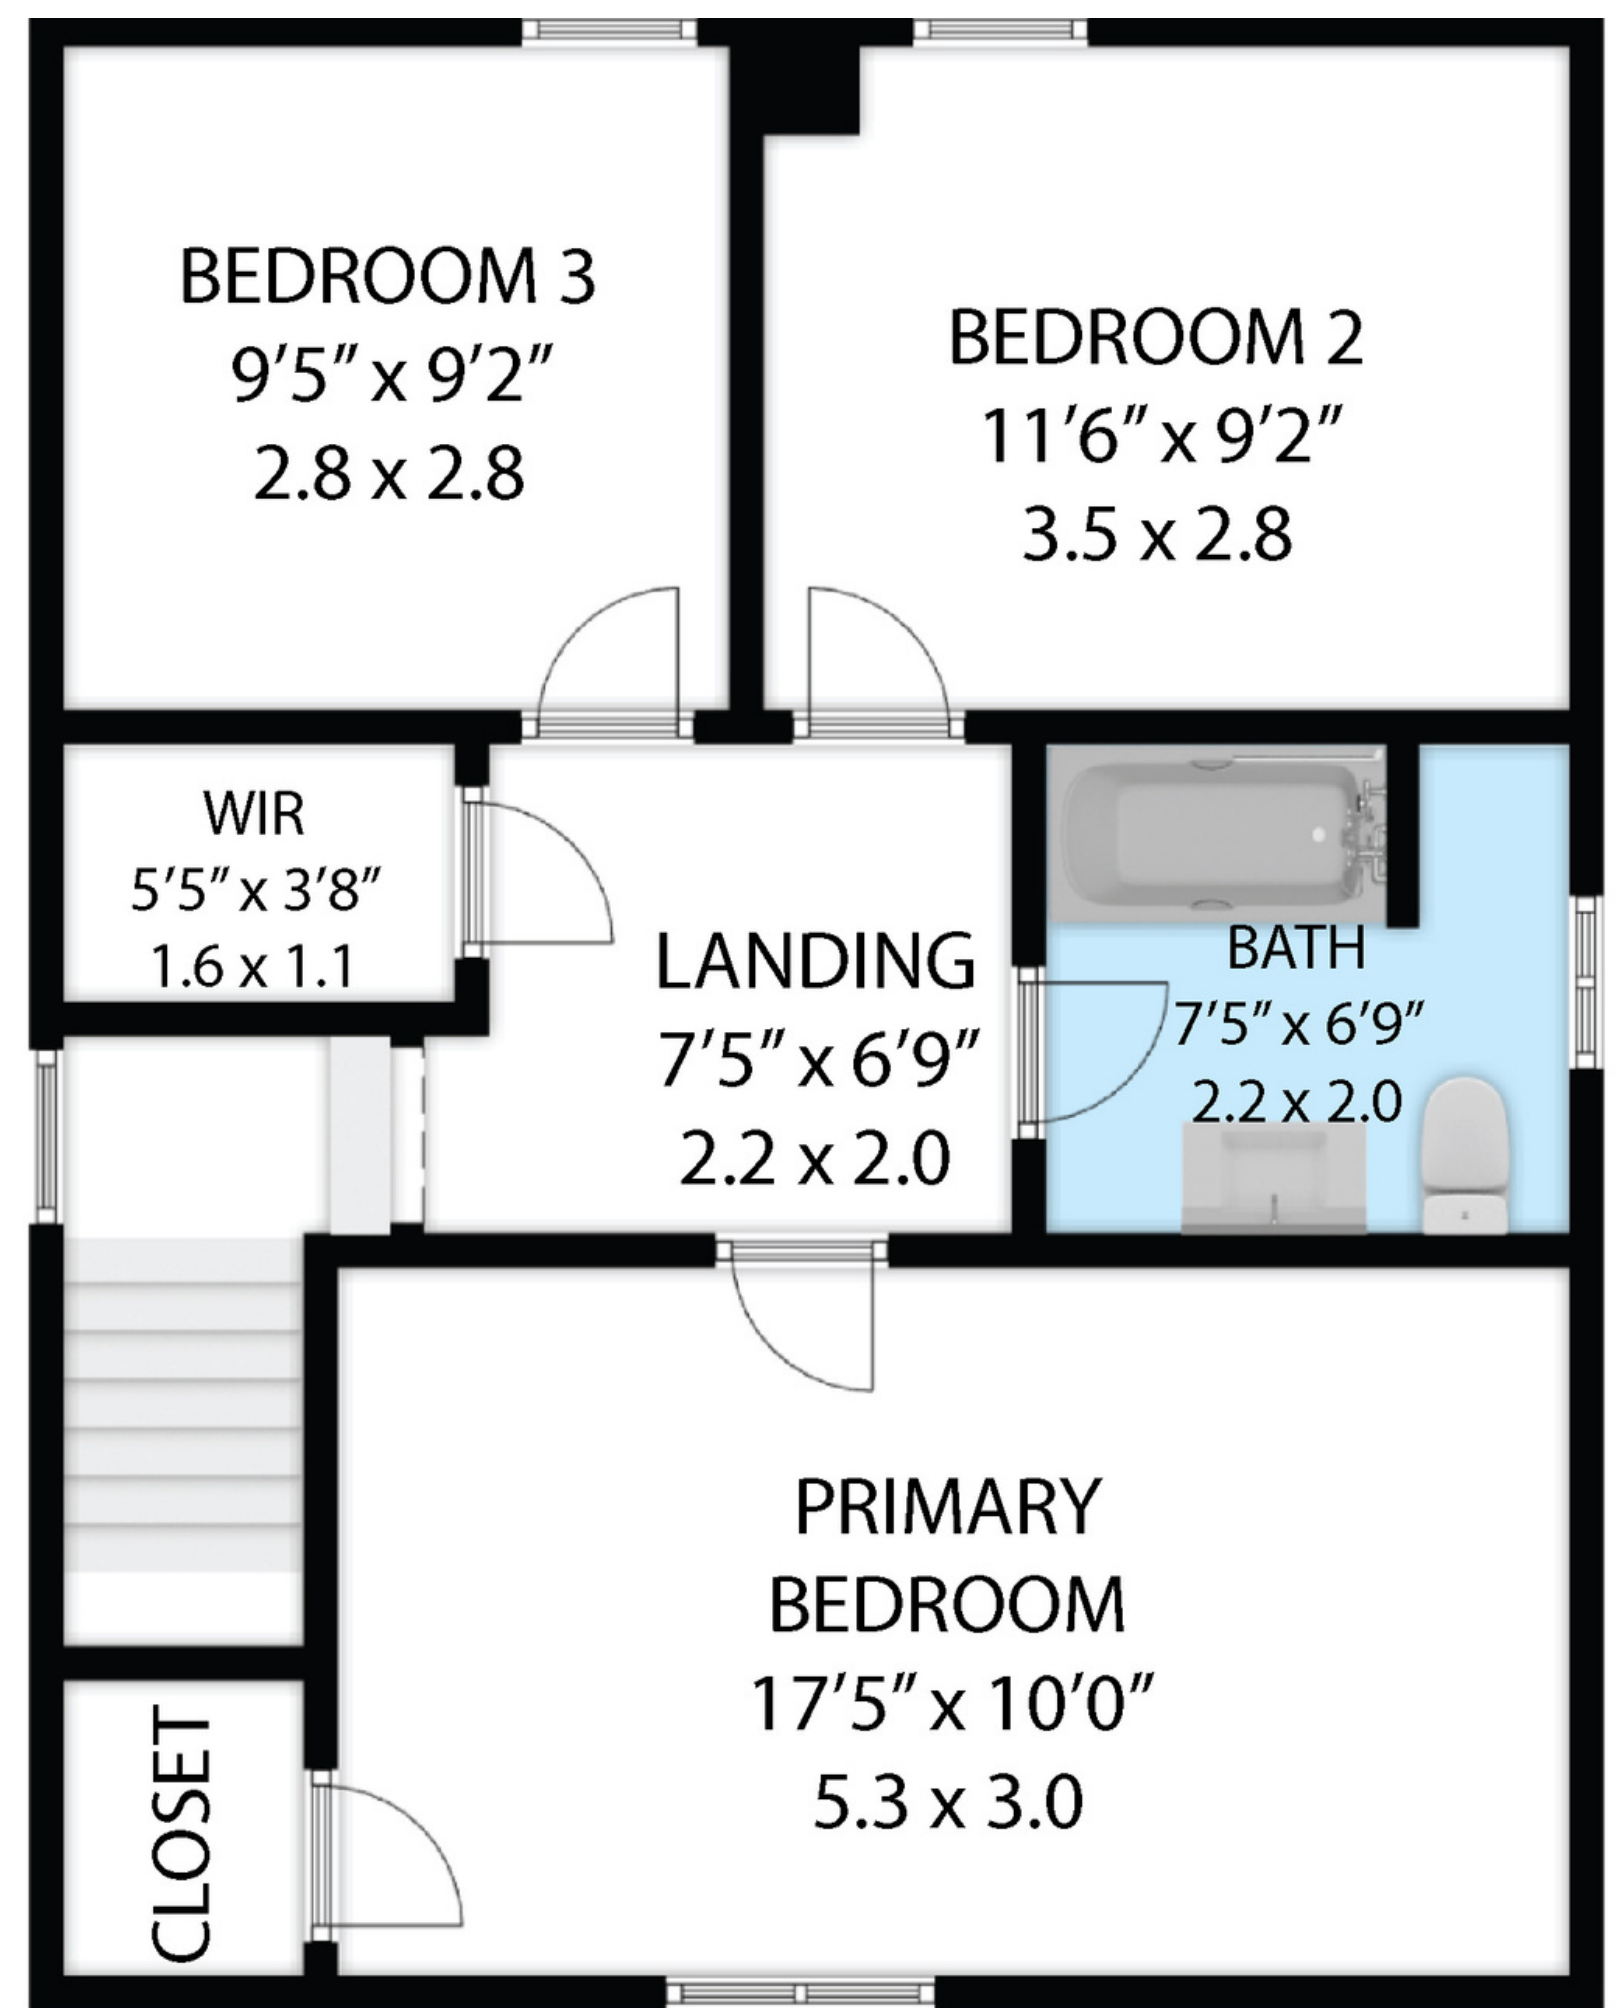 BEDROOM 3
9′5″ x 9′2″
2.8 x 2.8
BEDROOM 2
11′6″ x 9′2″
3.5 x 2.8
WIR
5′5″ x 3′8″
1.6 x 1.1
LANDING
7′5″ x 6′9″
2.2 x 2.0
BATH
7′5″ x 6′9″
2.2 x 2.0
PRIMARY
BEDROOM
17′5″ x 10′0″
5.3 x 3.0
CLOSET